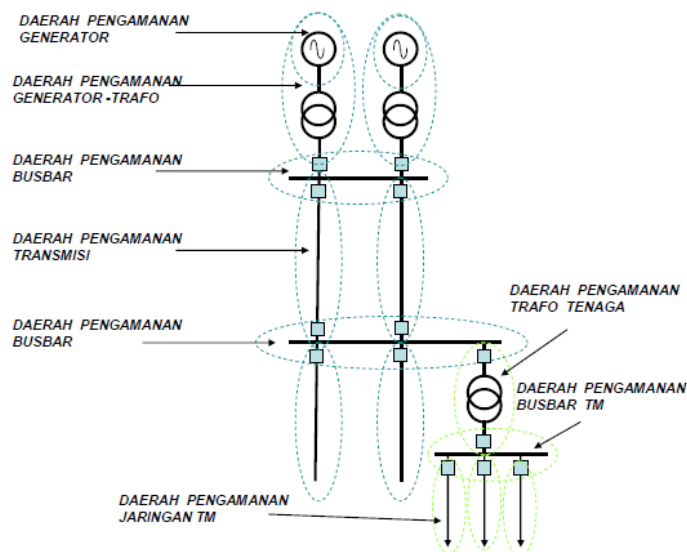 DAERAH PENGAMANAN
GENERATOR
DAERAH PENGAMANAN
GENERATOR -TRAFO
DAERAH PENGAMANAN
BUSBAR
DAERAH PENGAMANAN
TRANSMISI
DAERAH PENGAMANAN
TRAFO TENAGA
DAERAH PENGAMANAN
BUSBAR
DAERAH PENGAMANAN
BUSBAR TM
DAERAH PENGAMANAN
JARINGAN TM